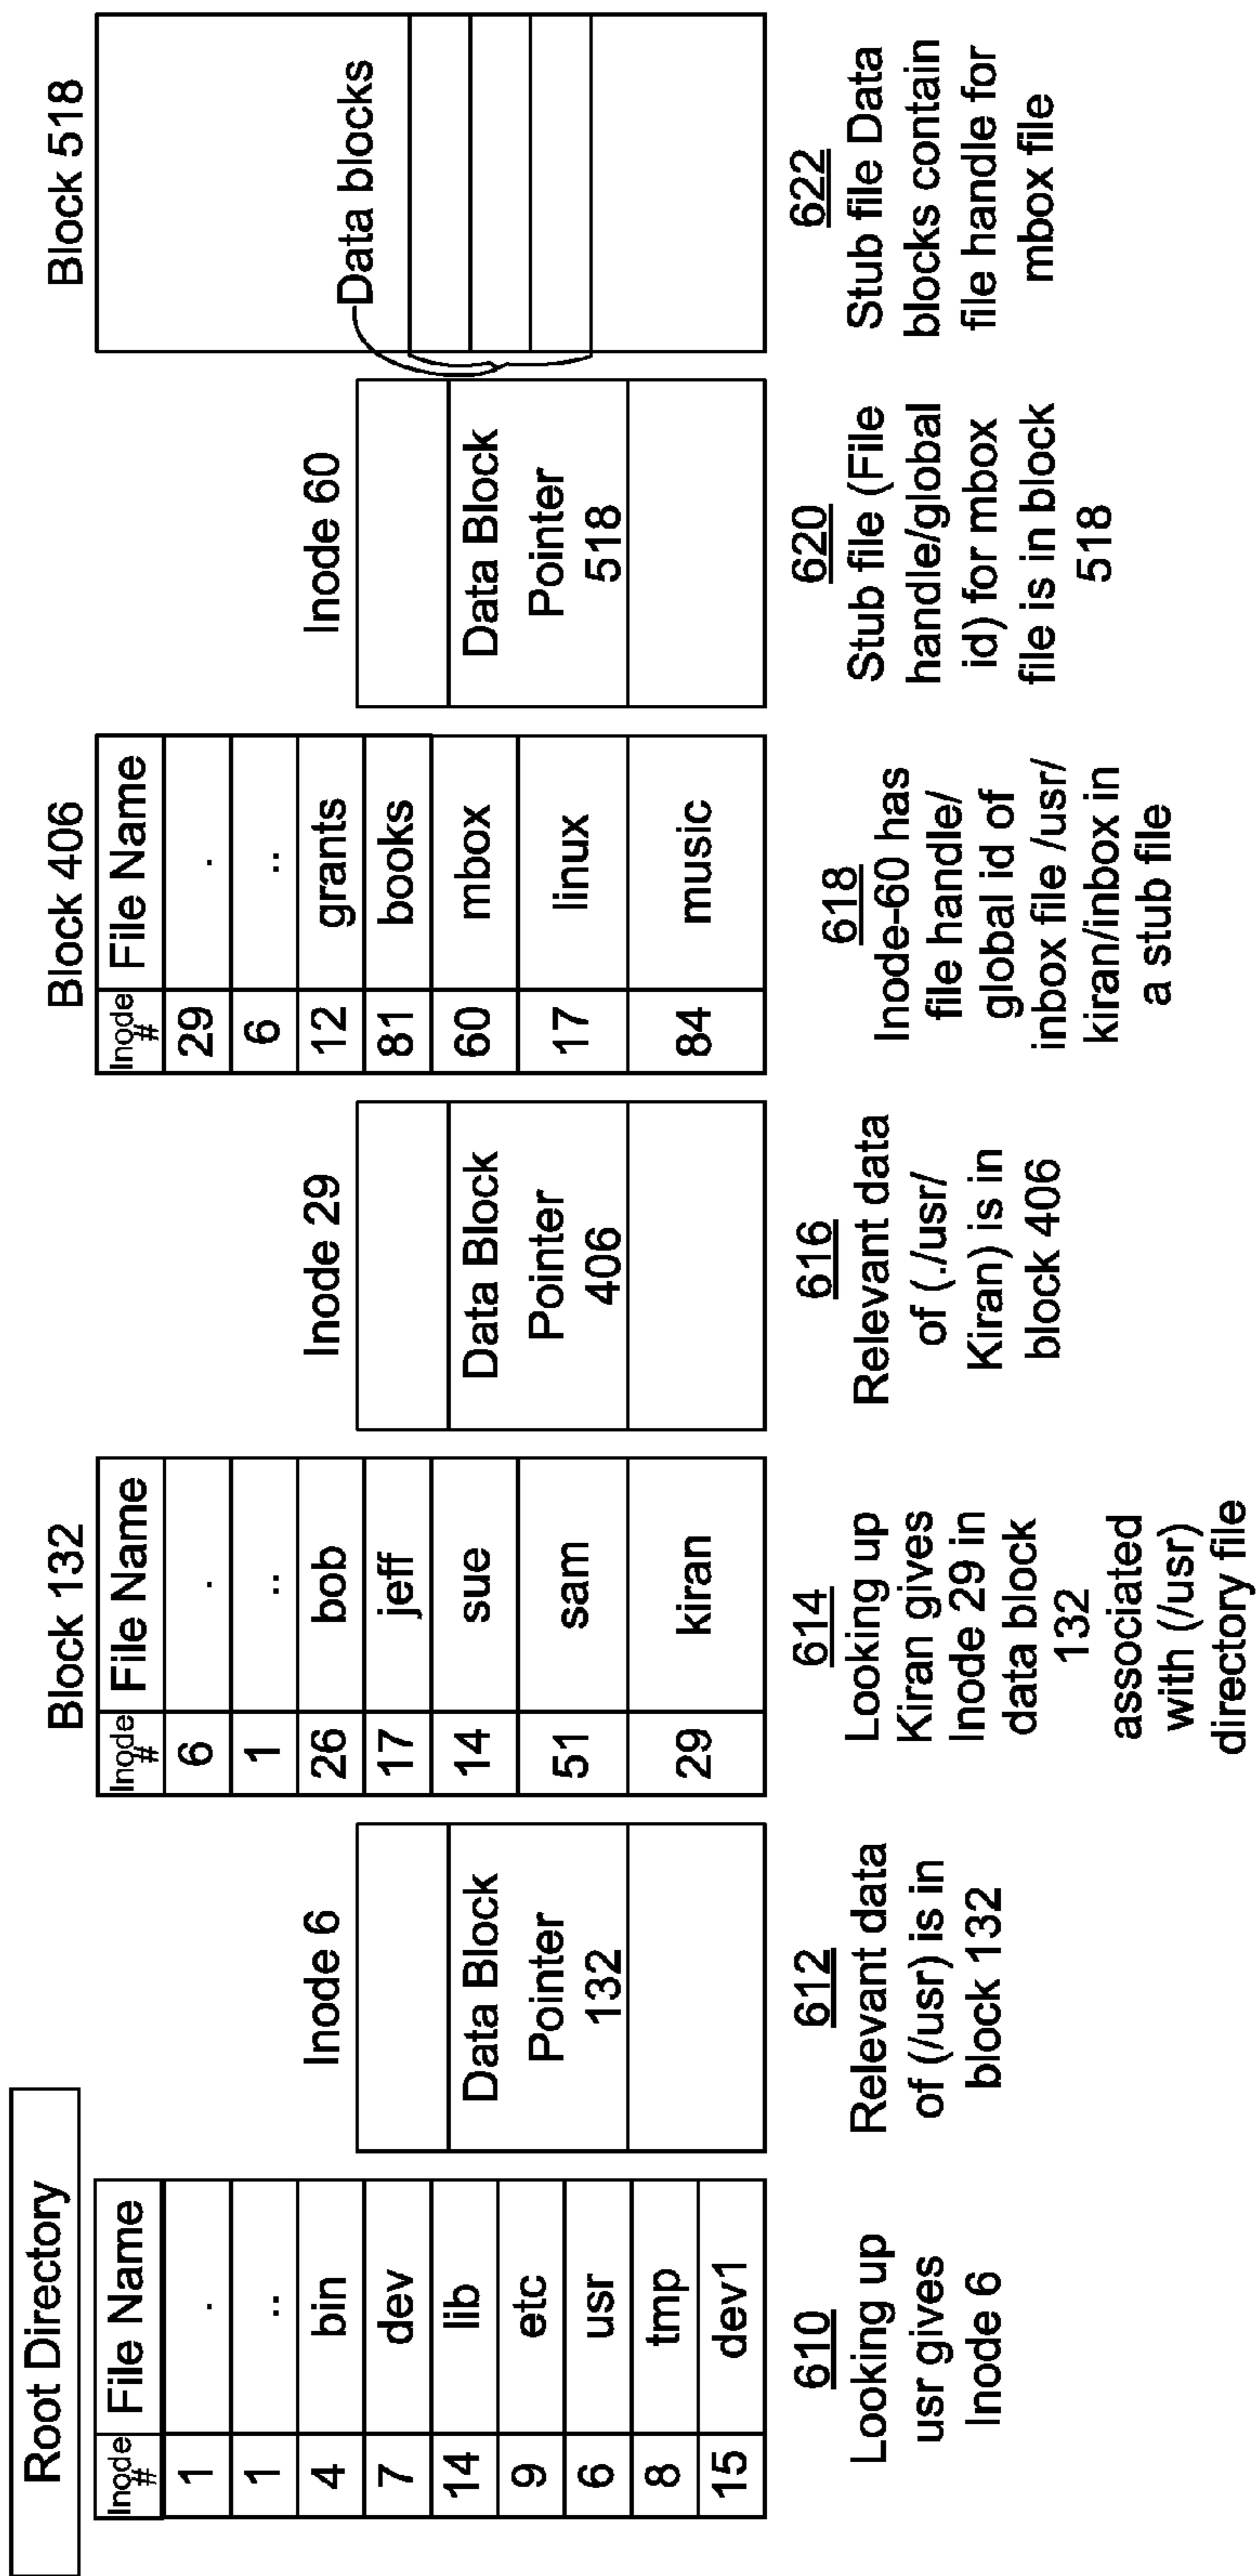 Root Directory
Inode # File Name
1 .
1 ..
4 bin
7 dev
14 lib
9 etc
6 usr
8 tmp
15 dev1
610
Looking up
usr gives
Inode 6
Inode 6
Data Block
Pointer
132
612
Relevant data
of (/usr) is in
block 132
Block 132
Inode # File Name
6 .
1 ..
26 bob
17 jeff
14 sue
51 sam
29 kiran
614
Looking up
Kiran gives
Inode 29 in
data block
132
associated
with (/usr)
directory file
Inode 29
Data Block
Pointer
406
616
Relevant data
of (./usr/
Kiran) is in
block 406
Block 406
Inode # File Name
29 .
6 ..
12 grants
81 books
60 mbox
17 linux
84 music
618
Inode-60 has
file handle/
global id of
inbox file /usr/
kiran/inbox in
a stub file
Inode 60
Data Block
Pointer
518
620
Stub file (File
handle/global
id) for mbox
file is in block
518
Block 518
Data blocks
622
Stub file Data
blocks contain
file handle for
mbox file